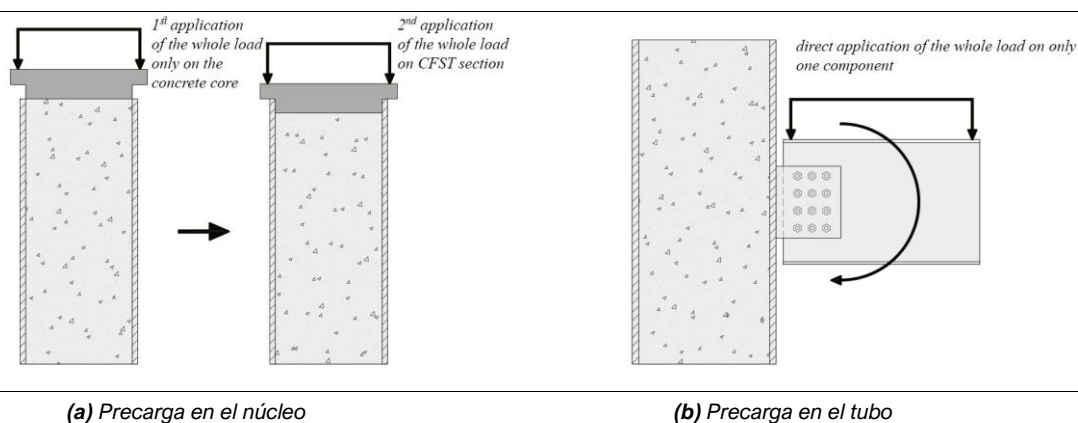 1st application
of the whole load
only on the
concrete core
2nd application
of the whole load
on CFST section
direct application of the whole load on only
one component
(a) Precarga en el núcleo
(b) Precarga en el tubo